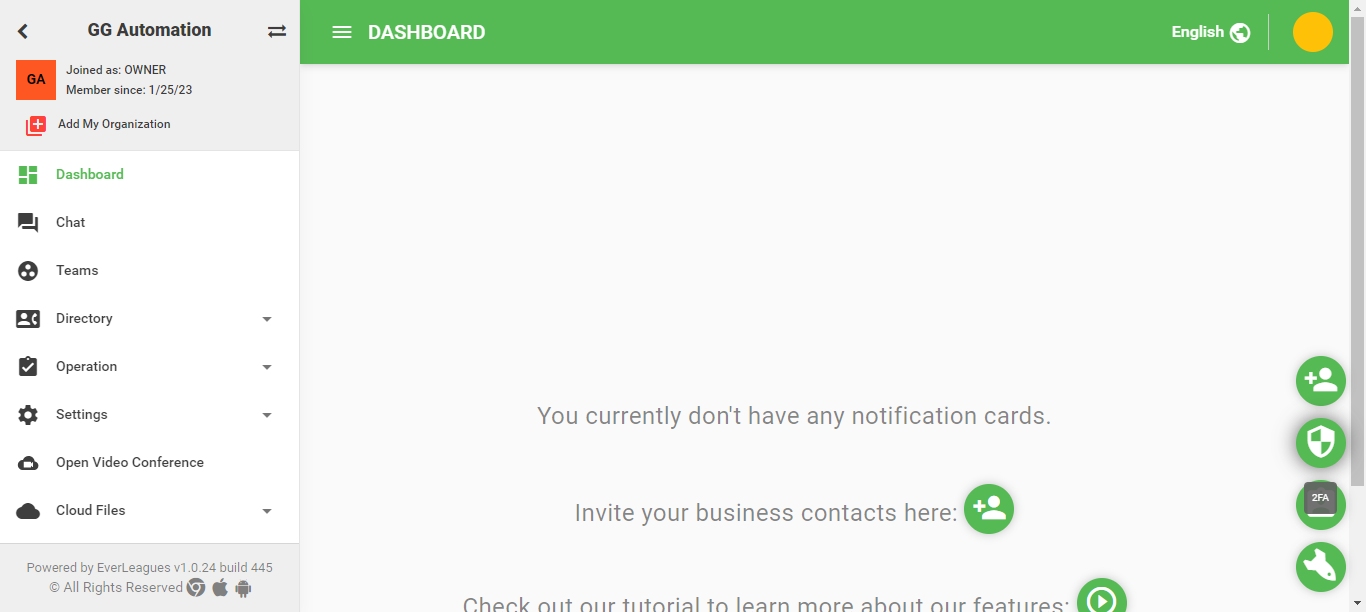 GG Automation
GA
Joined as: OWNER
Member since: 1/25/23
Add My Organization
Dashboard
Chat
Teams
Directory
Operation
Settings
Open Video Conference
Cloud Files
Powered by EverLeagues v1.0.24 build 445
© All Rights Reserved
DASHBOARD
English
You currently don't have any notification cards.
Invite your business contacts here:
Check out our tutorial to learn more about our features:
2FA